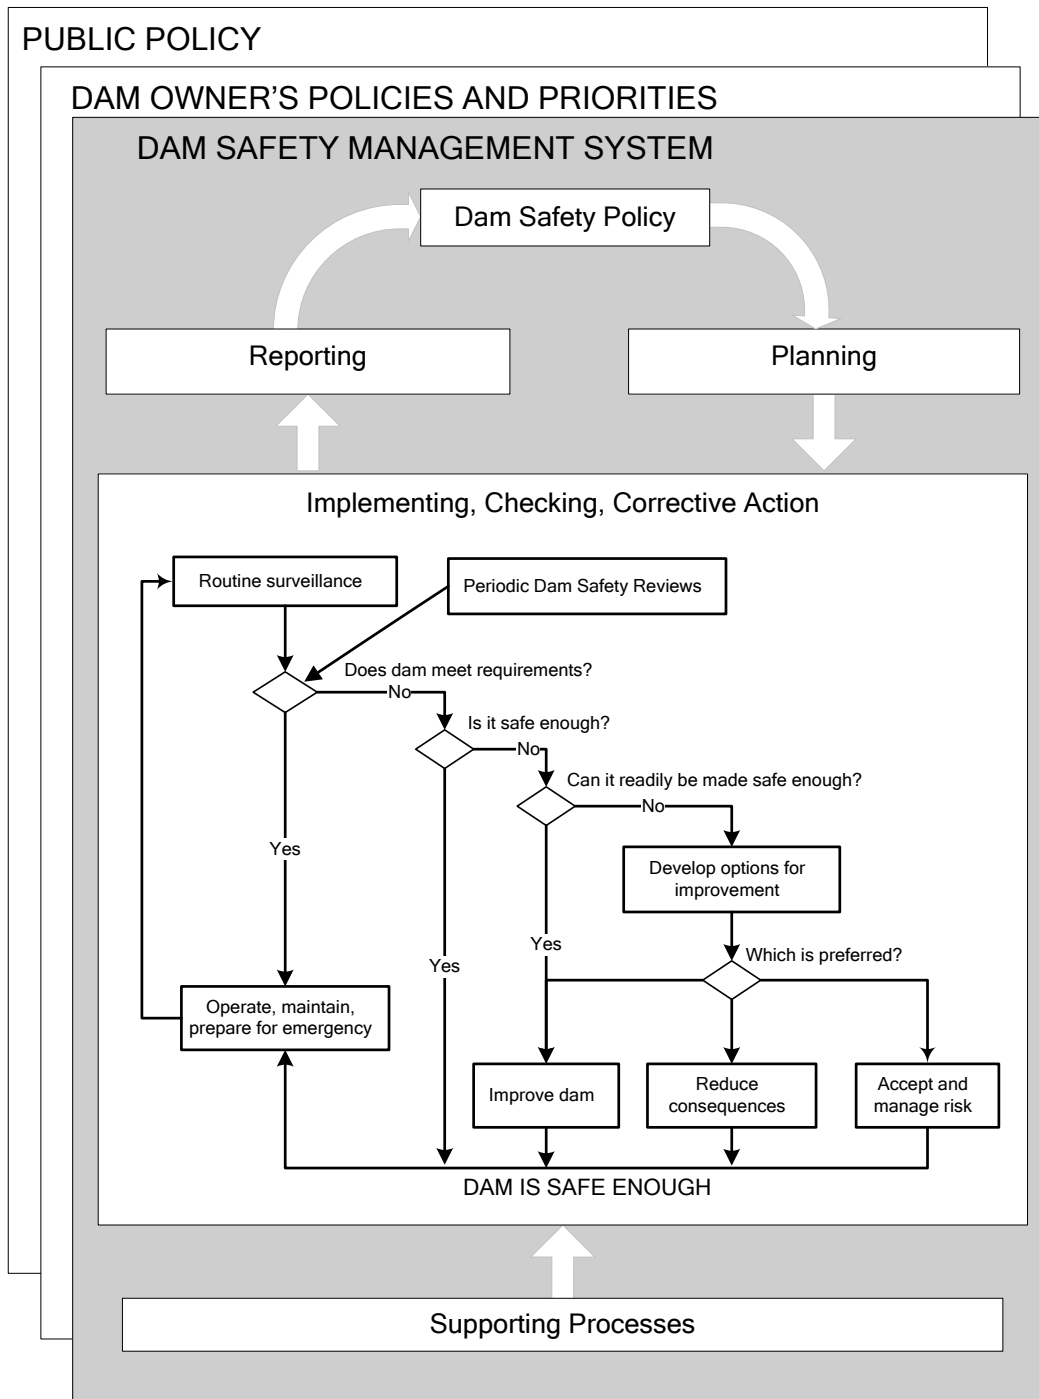 PUBLIC POLICY
DAM OWNER'S POLICIES AND PRIORITIES
DAM SAFETY MANAGEMENT SYSTEM
Dam Safety Policy
Reporting
Planning
Implementing, Checking, Corrective Action
Routine surveillance
Periodic Dam Safety Reviews
Does dam meet requirements?
No
Is it safe enough?
No
Can it readily be made safe enough?
No
Yes
Develop options for
improvement
Yes
Which is preferred?
Yes
Operate, maintain,
prepare for emergency
Improve dam
Reduce
consequences
Accept and
manage risk
DAM IS SAFE ENOUGH
Supporting Processes